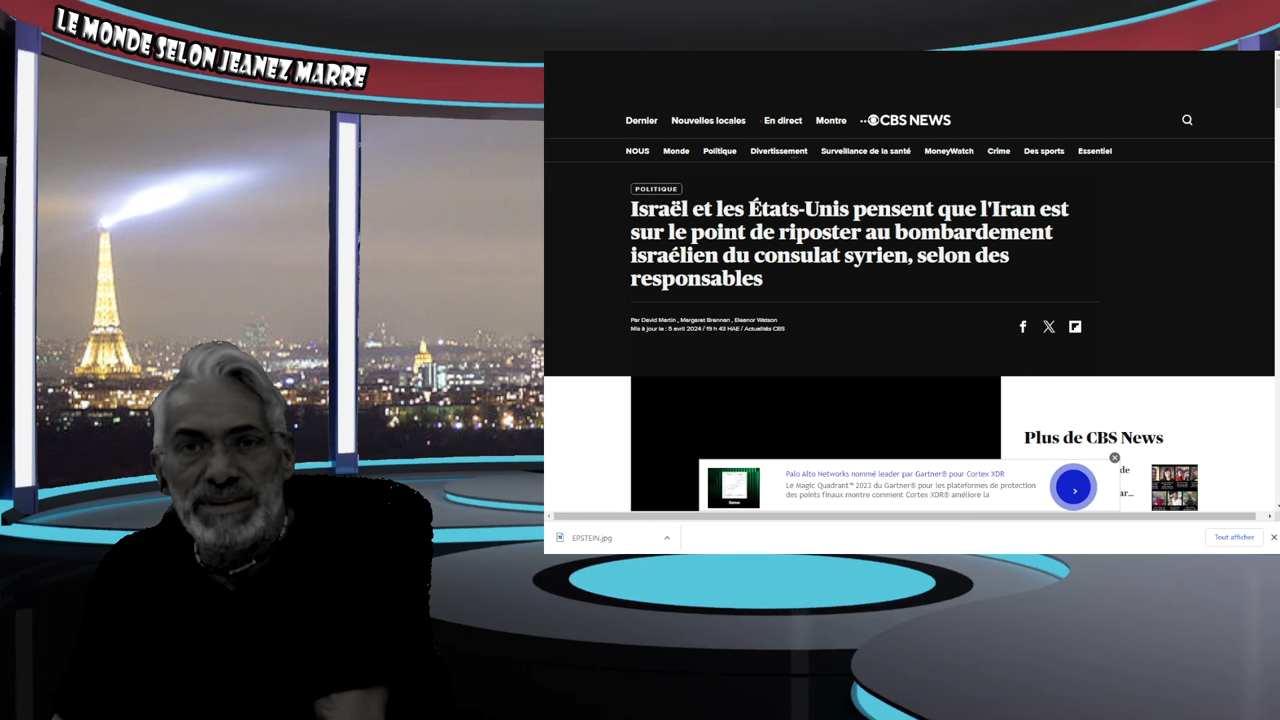 LE MONDE SELON JEANEZ MARRE
Dernier Nouvelles locales En direct Montre CBS NEWS
NOUS Monde Politique Divertissement Surveillance de la santé MoneyWatch Crime Des sports Essentiel
POLITIQUE
Israël et les États-Unis pensent que l'Iran est
sur le point de riposter au bombardement
israélien du consulat syrien, selon des
responsables
Par David Martin , Margaret Brennan , Eleanor Watson
Mis à jour le : 5 avril 2024 / 19 h 43 HAE / Actualités CBS
Plus de CBS News
de
ar...
Palo Alto Networks nommé leader par Gartner® pour Cortex XDR
Le Magic Quadrant™ 2023 du Gartner® pour les plateformes de protection
des points finaux montre comment Cortex XDR® améliore la
EPSTEIN.jpg
Tout afficher